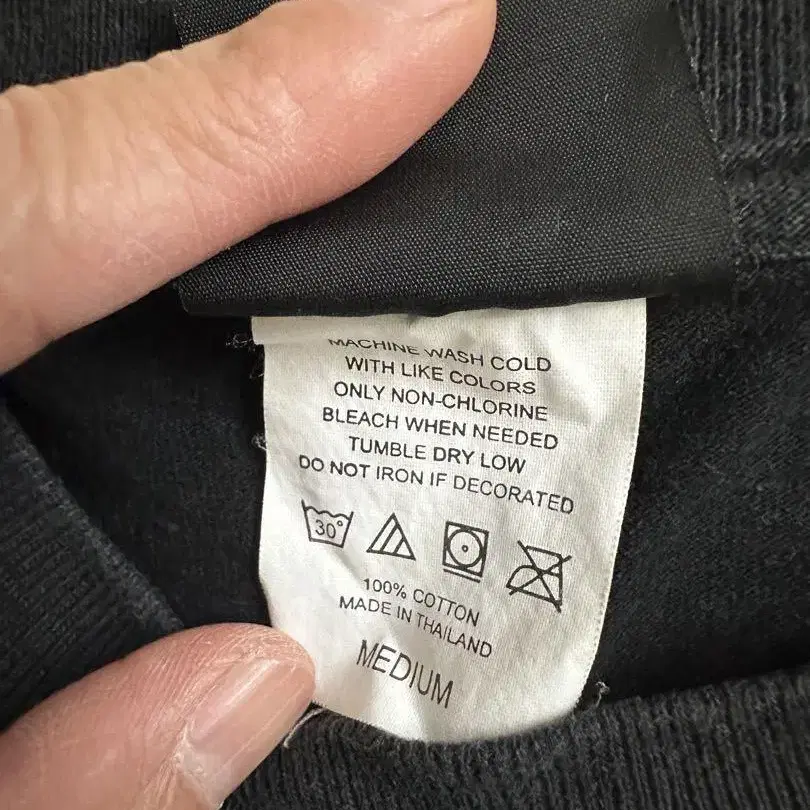 MACHINE WASH COLD
WITH LIKE COLORS
ONLY NON-CHLORINE
BLEACH WHEN NEEDED
TUMBLE DRY LOW
DO NOT IRON IF DECORATED
30°
100% COTTON
MADE IN THAILAND
MEDIUM